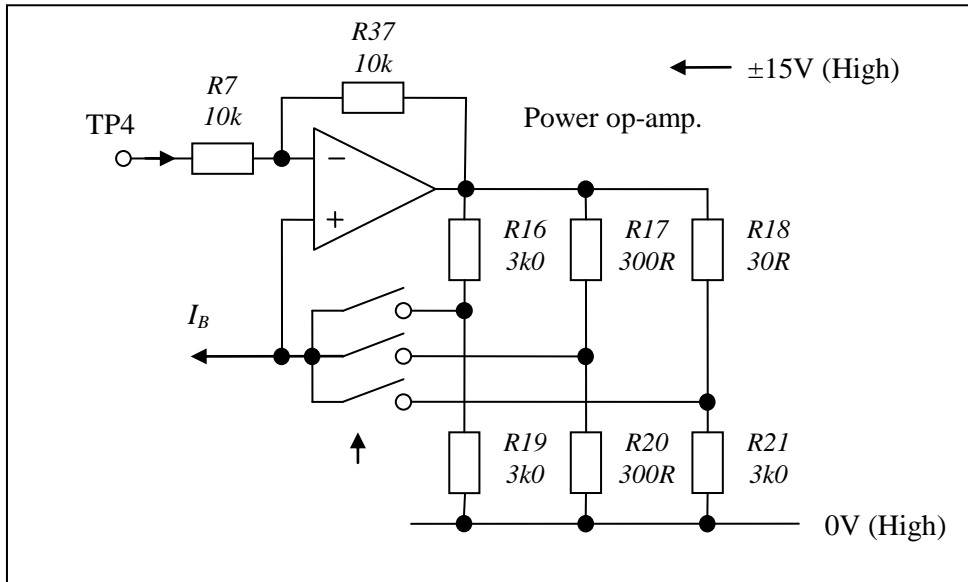 R37
10k
±15V (High)
R7
10k
Power op-amp.
TP4
−
+
R16
3k0
R17
300R
R18
30R
I_B
R19
3k0
R20
300R
R21
3k0
0V (High)